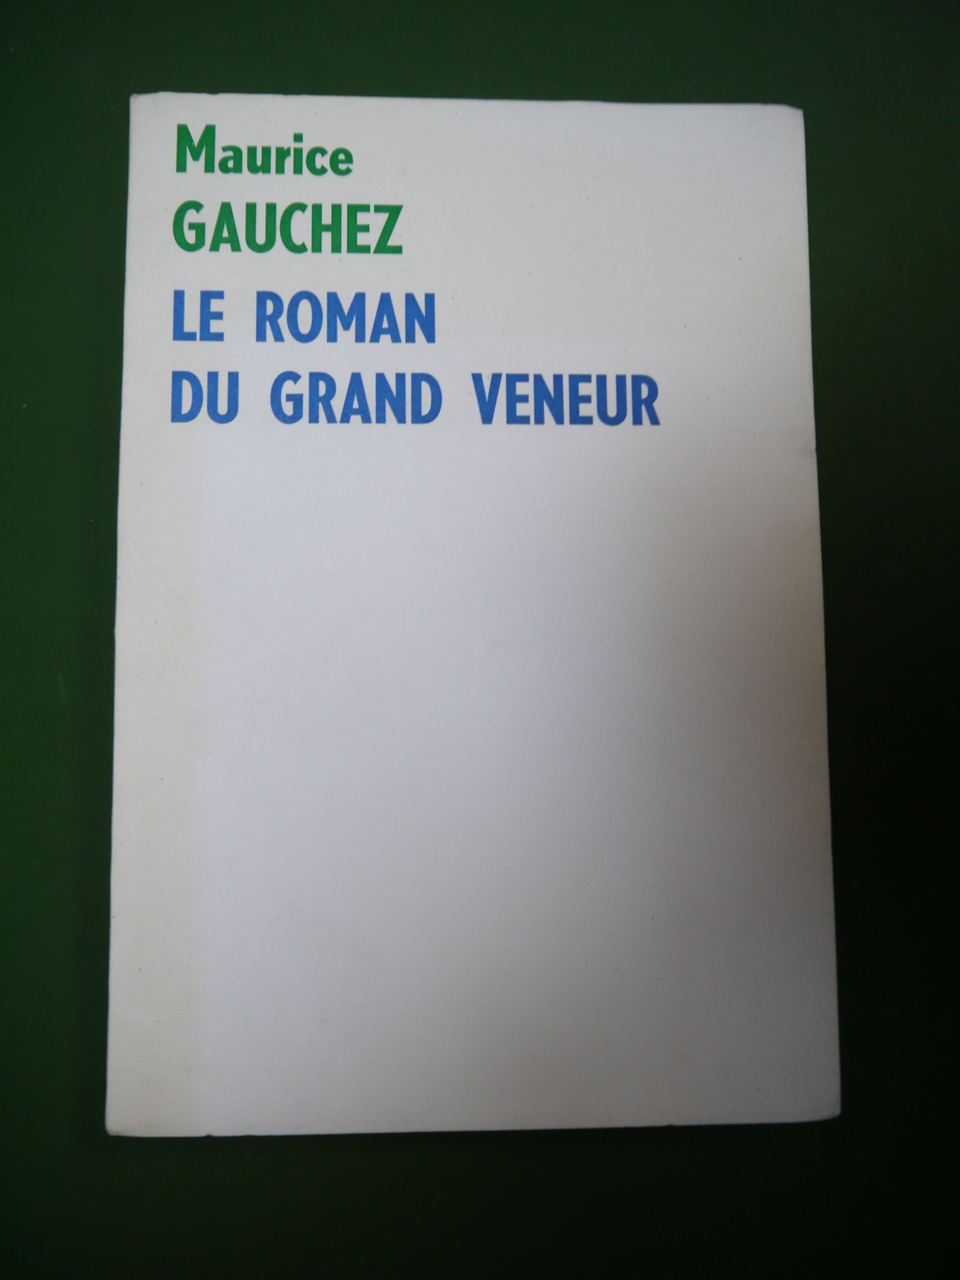 Maurice
GAUCHEZ
LE ROMAN
DU GRAND VENEUR